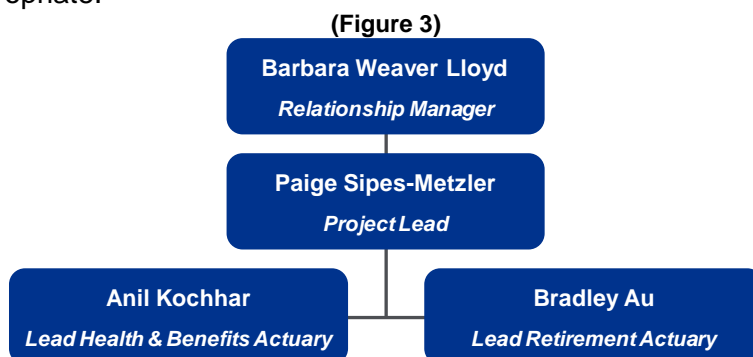 (Figure 3)
Barbara Weaver Lloyd
Relationship Manager
Paige Sipes-Metzler
Project Lead
Anil Kochhar
Lead Health & Benefits Actuary
Bradley Au
Lead Retirement Actuary